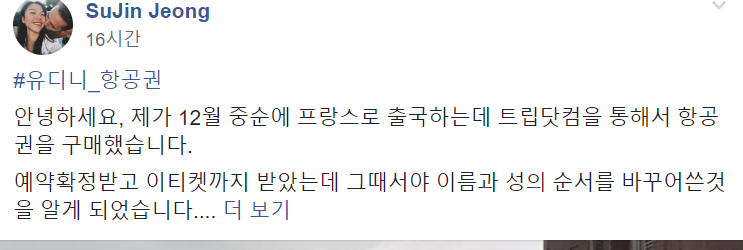 SuJin Jeong
16시간
#유디니_항공권
안녕하세요, 제가 12월 중순에 프랑스로 출국하는데 트립닷컴을 통해서 항공
권을 구매했습니다.
예약확정받고 이티켓까지 받았는데 그때서야 이름과 성의 순서를 바꾸어쓴것
을 알게 되었습니다.... 더 보기